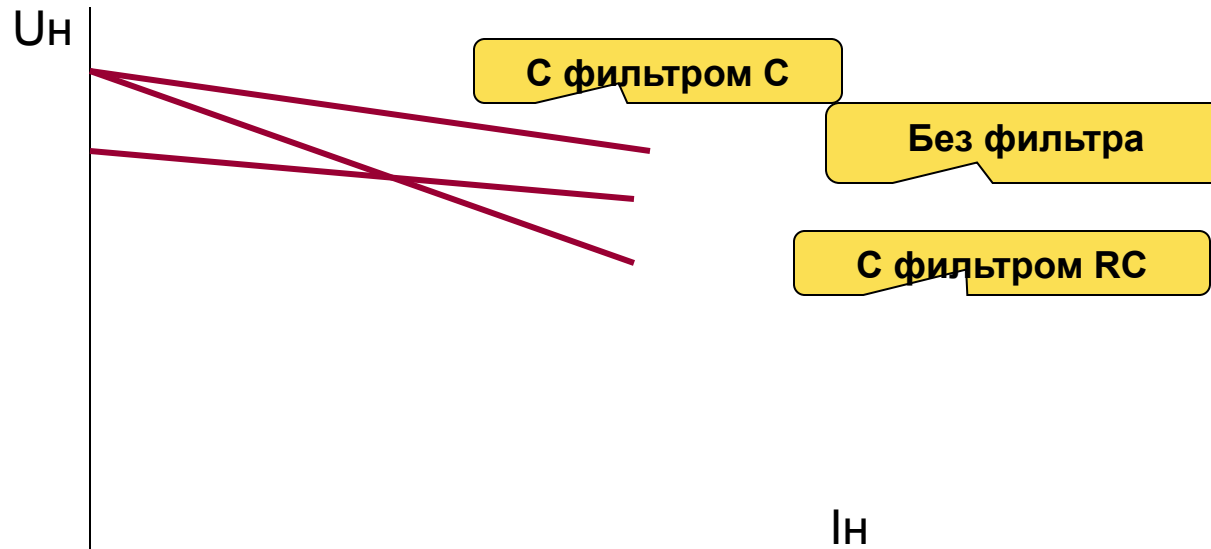 Uн
С фильтром С
Без фильтра
С фильтром RC
Iн